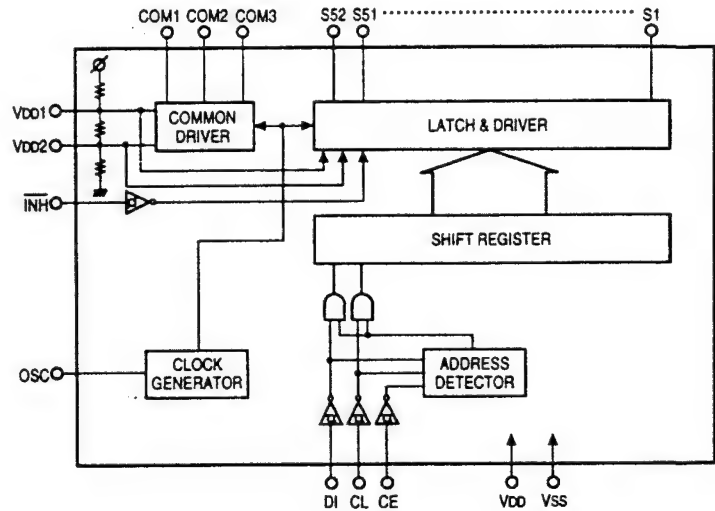 COM1 COM2 COM3 S52 S51 S1
VDD1
COMMON
DRIVER
LATCH & DRIVER
VDD2
INH
SHIFT REGISTER
OSC
CLOCK
GENERATOR
ADDRESS
DETECTOR
DI CL CE VDD VSS